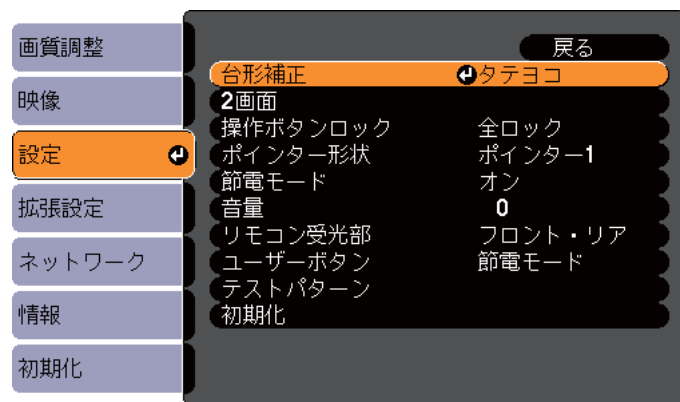 画質調整
映像
設定
拡張設定
ネットワーク
情報
初期化
戻る
台形補正 タテヨコ
2画面
操作ボタンロック 全ロック
ポインター形状 ポインター1
節電モード オン
音量 0
リモコン受光部 フロント・リア
ユーザーボタン 節電モード
テストパターン
初期化